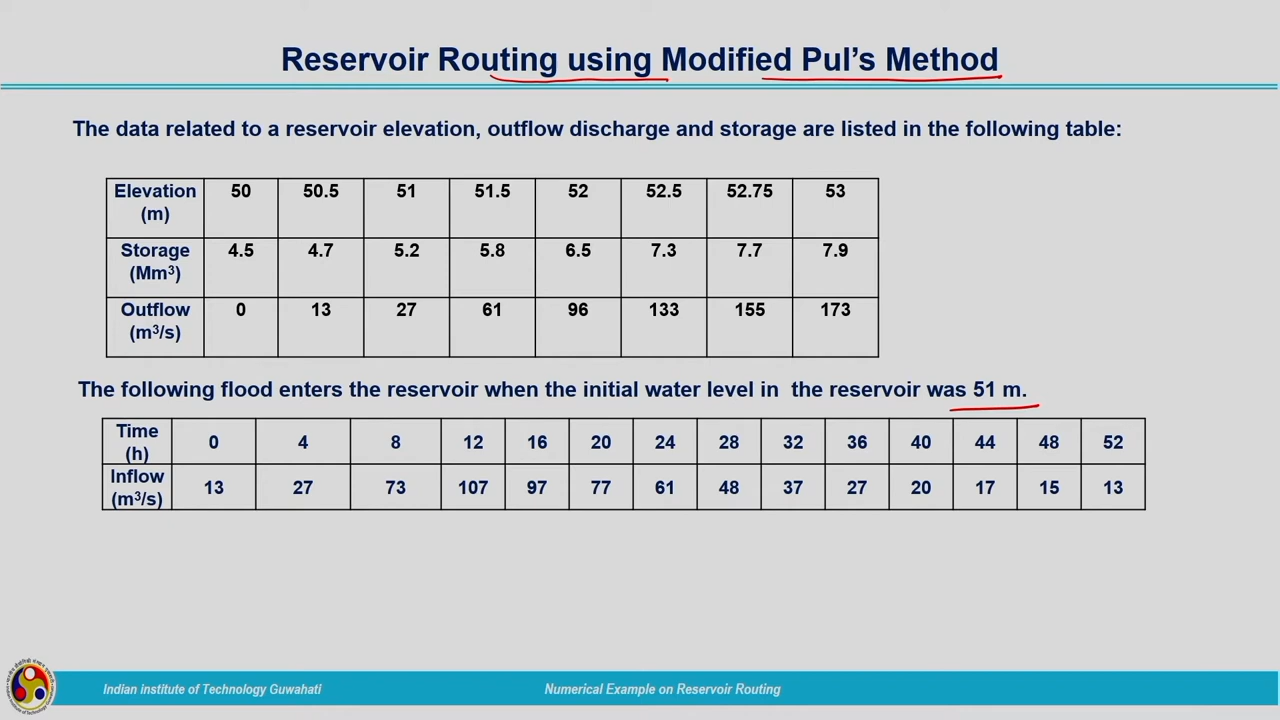 Reservoir Routing using Modified Pul’s Method
The data related to a reservoir elevation, outflow discharge and storage are listed in the following table:
Elevation (m) 50 50.5 51 51.5 52 52.5 52.75 53
Storage (Mm³) 4.5 4.7 5.2 5.8 6.5 7.3 7.7 7.9
Outflow (m³/s) 0 13 27 61 96 133 155 173
The following flood enters the reservoir when the initial water level in the reservoir was 51 m.
Time (h) 0 4 8 12 16 20 24 28 32 36 40 44 48 52
Inflow (m³/s) 13 27 73 107 97 77 61 48 37 27 20 17 15 13
Indian institute of Technology Guwahati
Numerical Example on Reservoir Routing